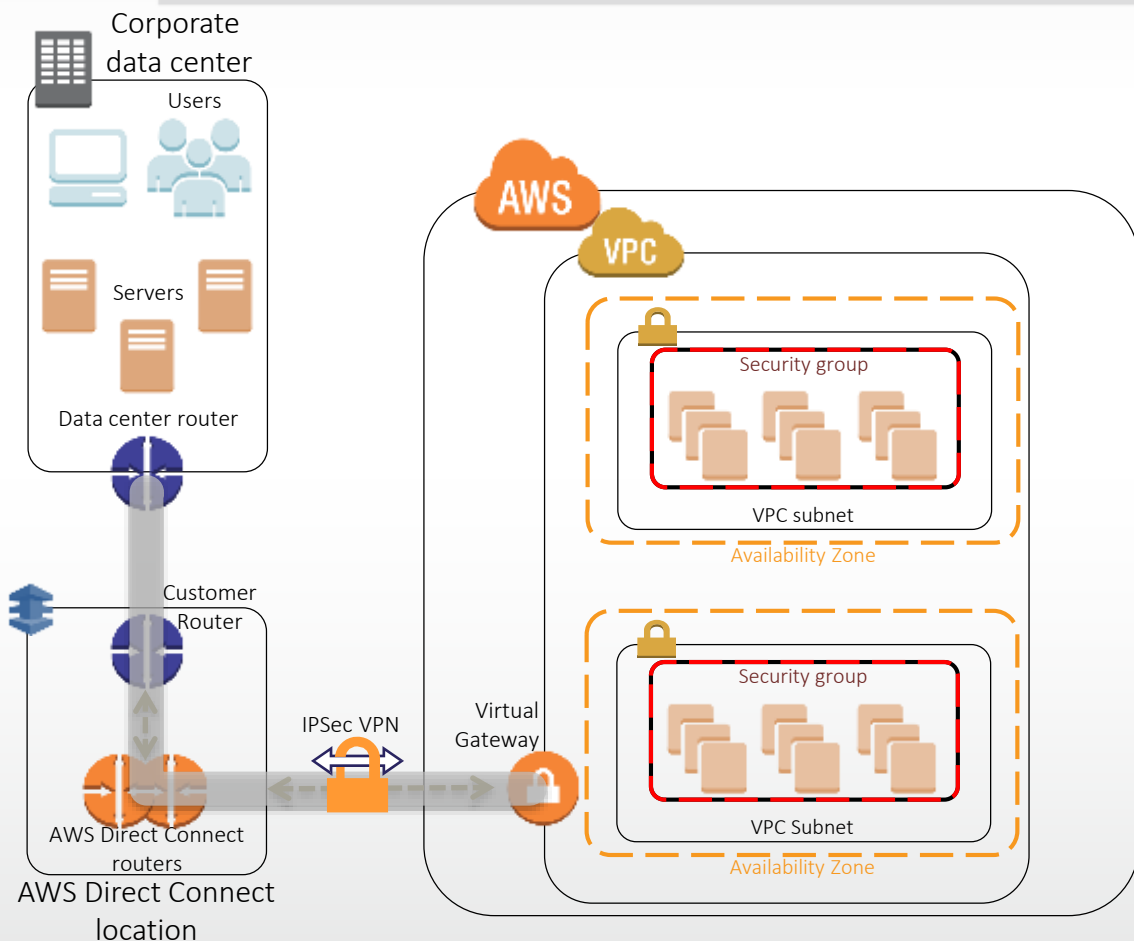 Corporate
data center
Users
Servers
Data center router
Customer
Router
AWS Direct Connect
routers
AWS Direct Connect
location
IPSec VPN
Virtual
Gateway
AWS
VPC
Security group
VPC subnet
Availability Zone
Security group
VPC Subnet
Availability Zone